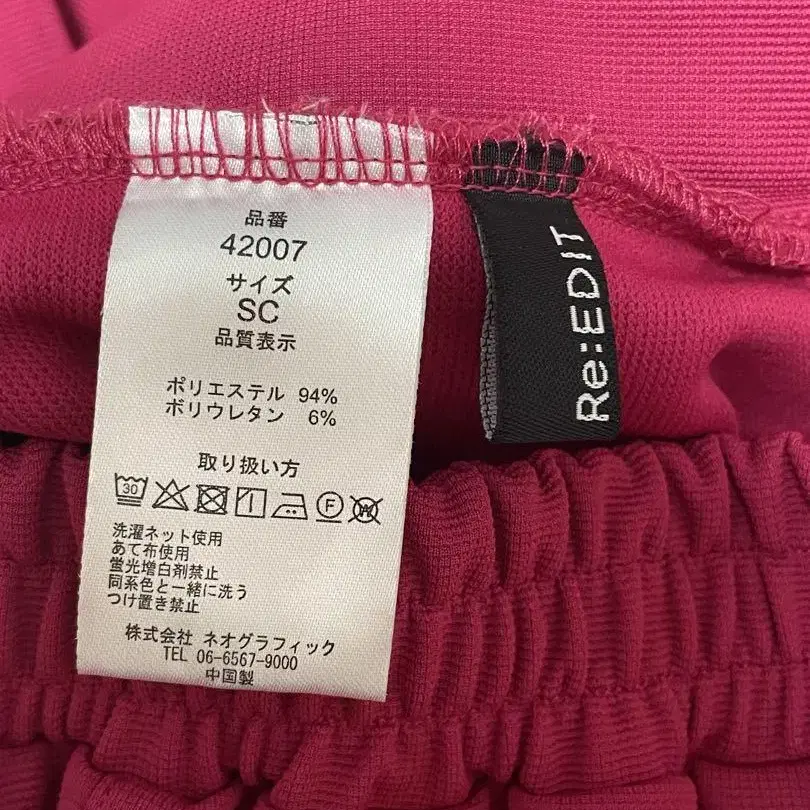 品番
42007
サイズ
SC
品質表示
ポリエステル 94%
ポリウレタン 6%
取り扱い方
30
F
W
洗濯ネット使用
あて布使用
蛍光増白剤禁止
同系色と一緒に洗う
つけ置き禁止
株式会社 ネオグラフィック
TEL 06-6567-9000
中国製
Re:EDIT